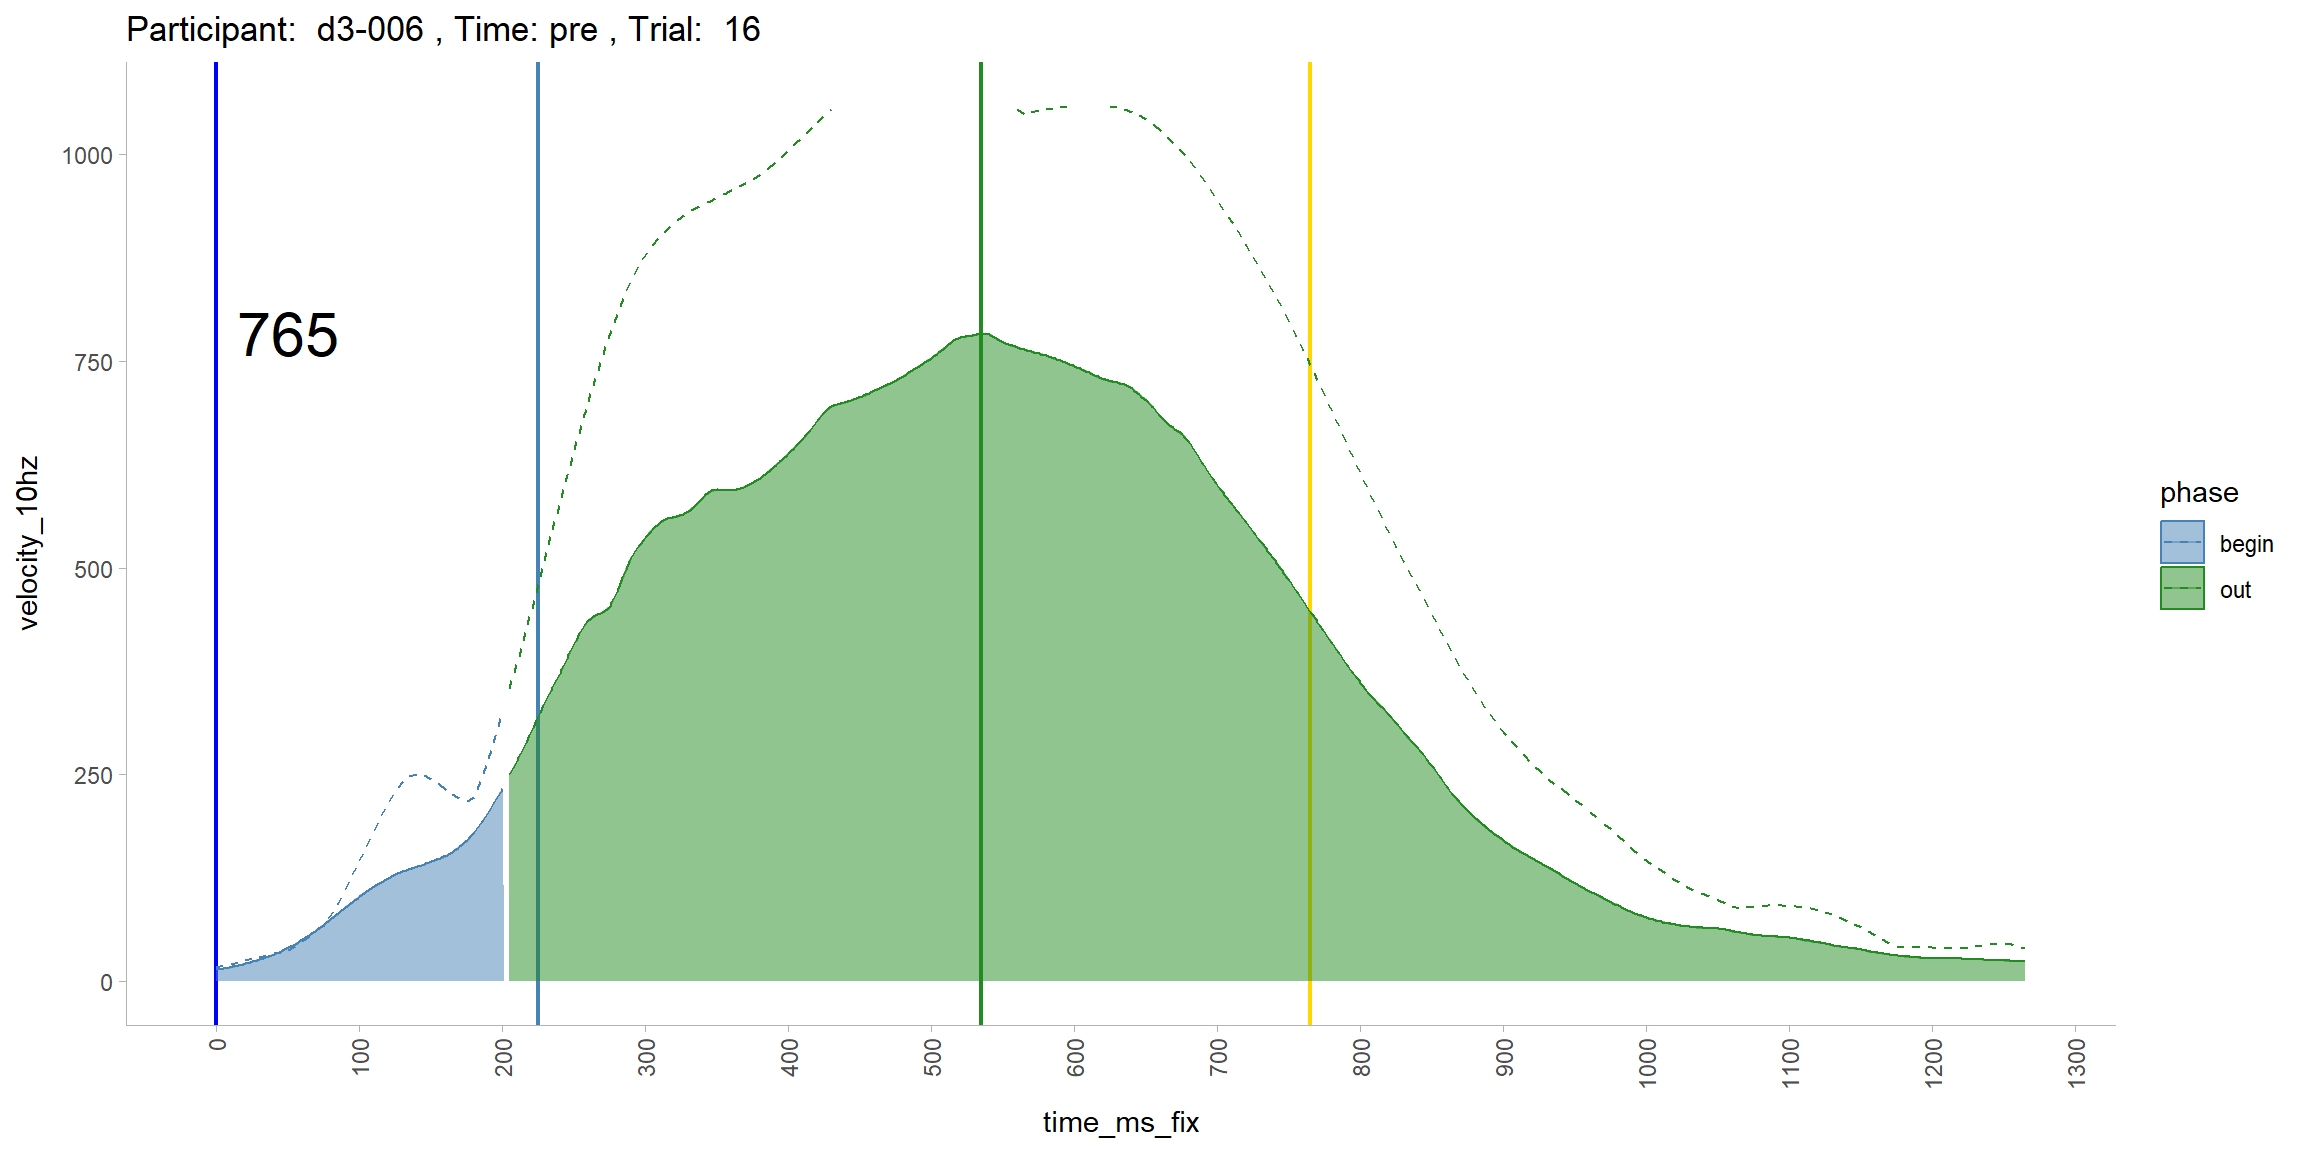 Participant:  d3-006 , Time: pre , Trial:  16
1000
750
500
250
0
velocity_10hz
765
0 100 200 300 400 500 600 700 800 900 1000 1100 1200 1300
time_ms_fix
phase
begin
out